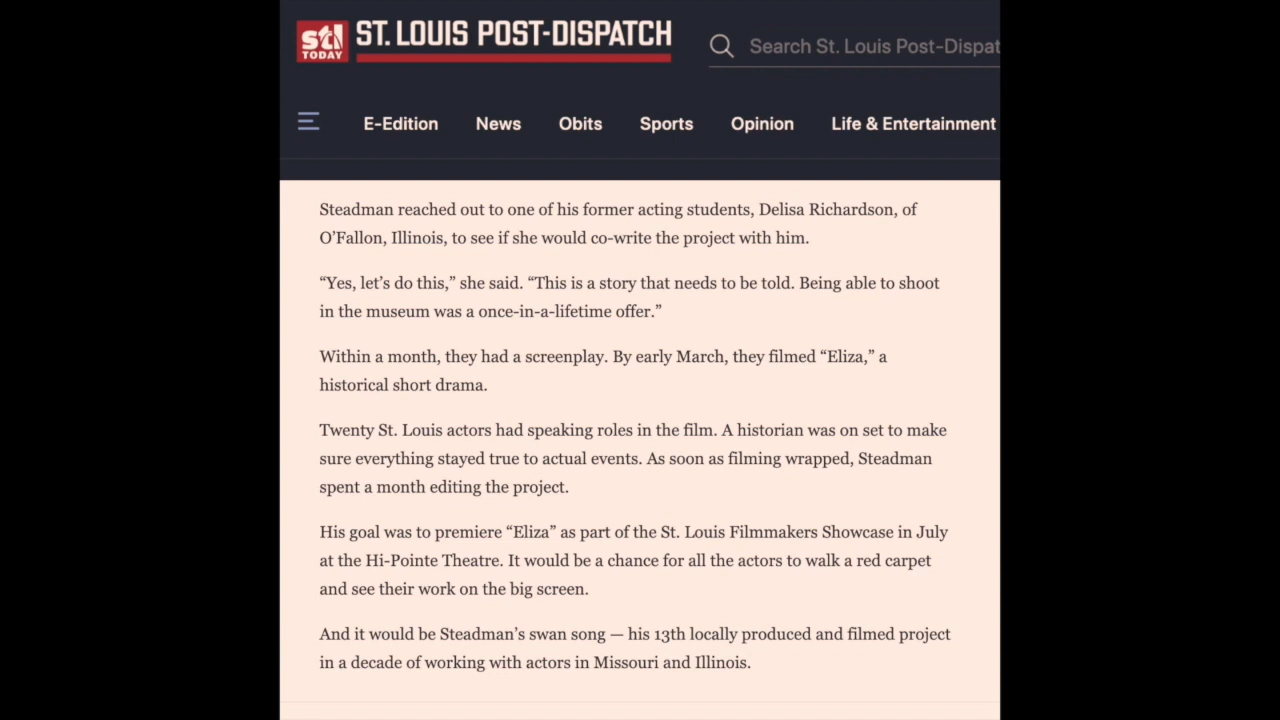 stl
TODAY
ST. LOUIS POST-DISPATCH
Search St. Louis Post-Dispat
E-Edition News Obits Sports Opinion Life & Entertainment
Steadman reached out to one of his former acting students, Delisa Richardson, of
O’Fallon, Illinois, to see if she would co-write the project with him.
“Yes, let’s do this,” she said. “This is a story that needs to be told. Being able to shoot
in the museum was a once-in-a-lifetime offer.”
Within a month, they had a screenplay. By early March, they filmed “Eliza,” a
historical short drama.
Twenty St. Louis actors had speaking roles in the film. A historian was on set to make
sure everything stayed true to actual events. As soon as filming wrapped, Steadman
spent a month editing the project.
His goal was to premiere “Eliza” as part of the St. Louis Filmmakers Showcase in July
at the Hi-Pointe Theatre. It would be a chance for all the actors to walk a red carpet
and see their work on the big screen.
And it would be Steadman’s swan song — his 13th locally produced and filmed project
in a decade of working with actors in Missouri and Illinois.